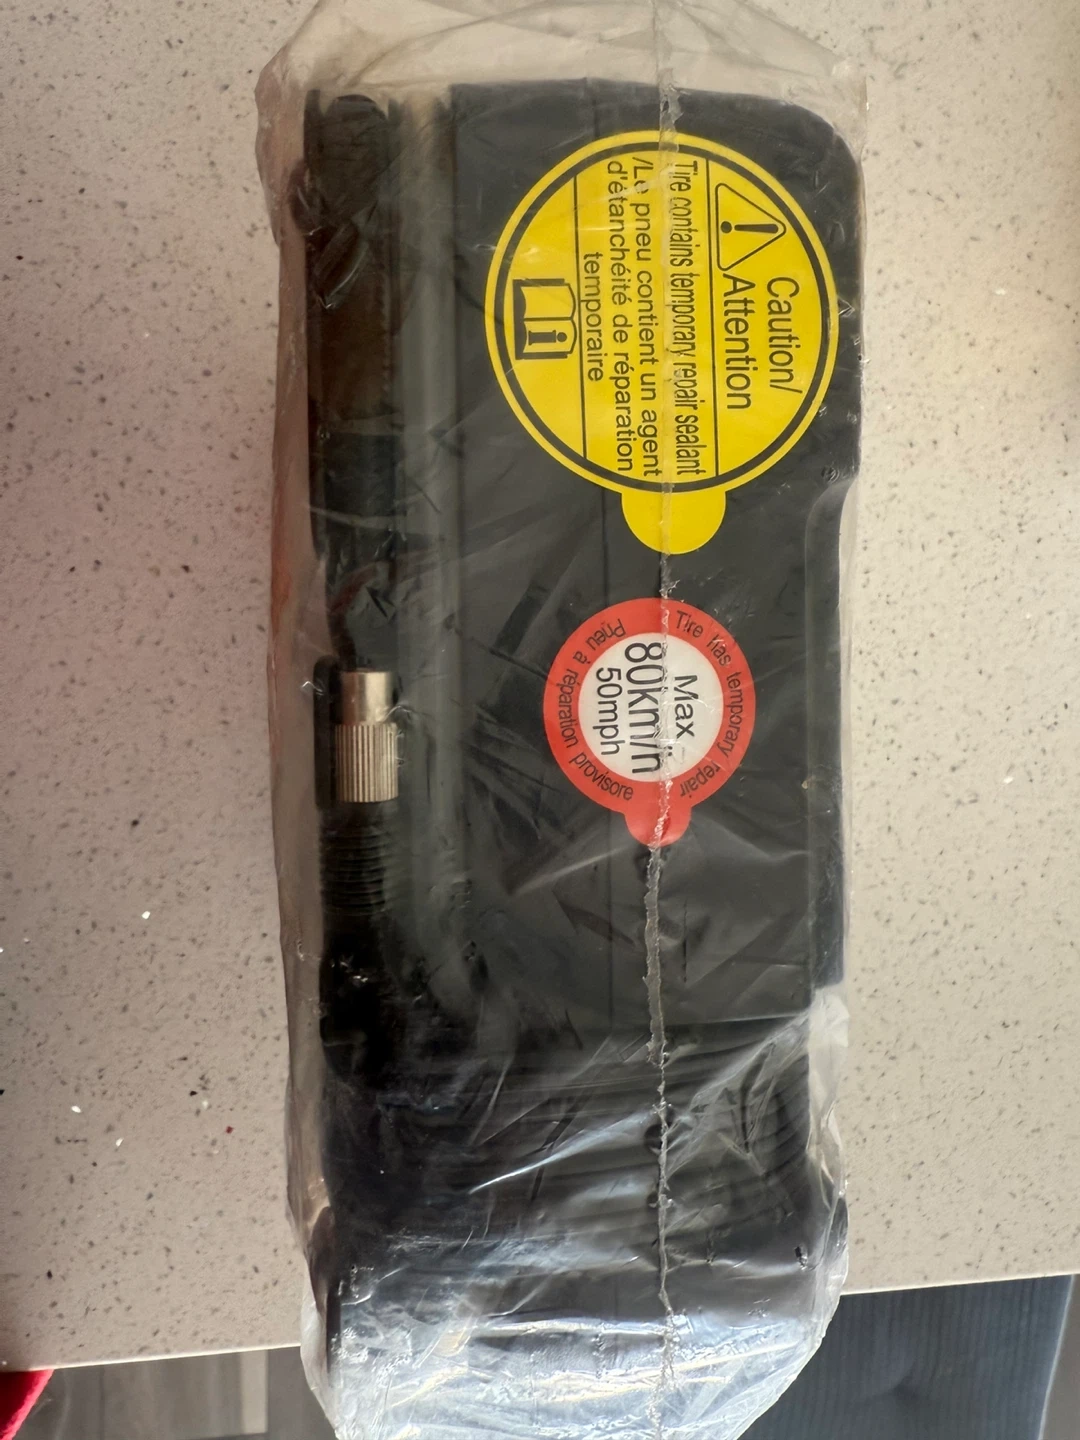 Caution/
Attention
Tire contains temporary repair sealant
/Le pneu contient un agent
d'étanchéité de réparation
temporaire
i
Tire has temporary repair
Max
80km/h
50mph
Pneu à réparation provisore